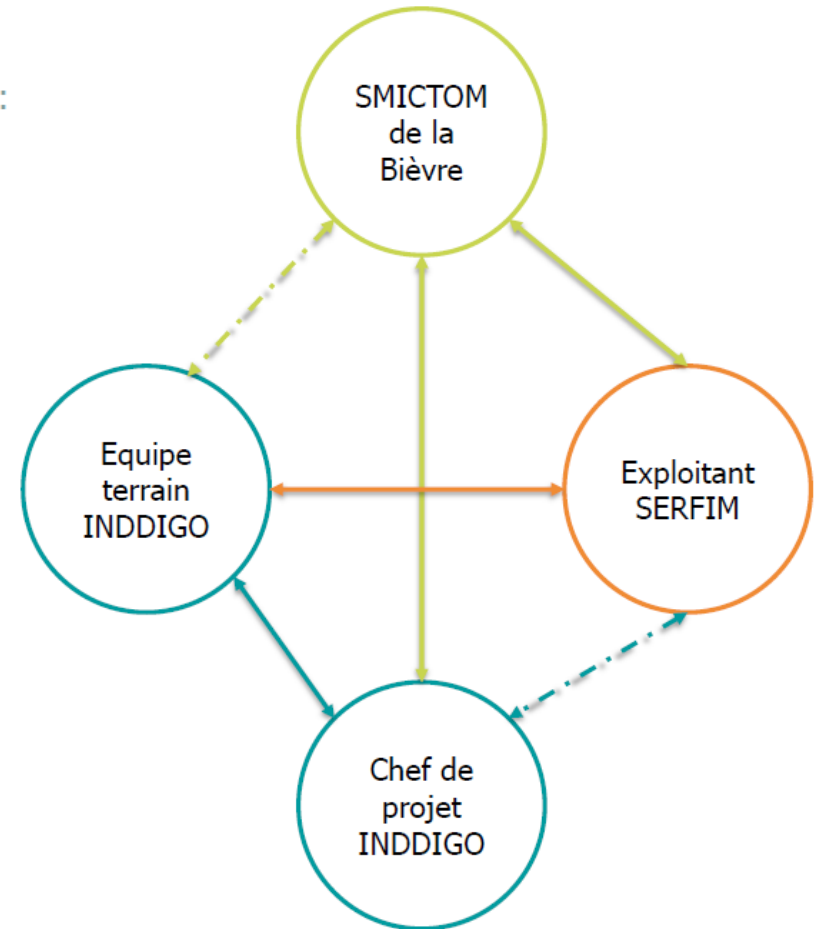 :
SMICTOM
de la
Bièvre
Equipe
terrain
INDDIGO
Exploitant
SERFIM
Chef de
projet
INDDIGO